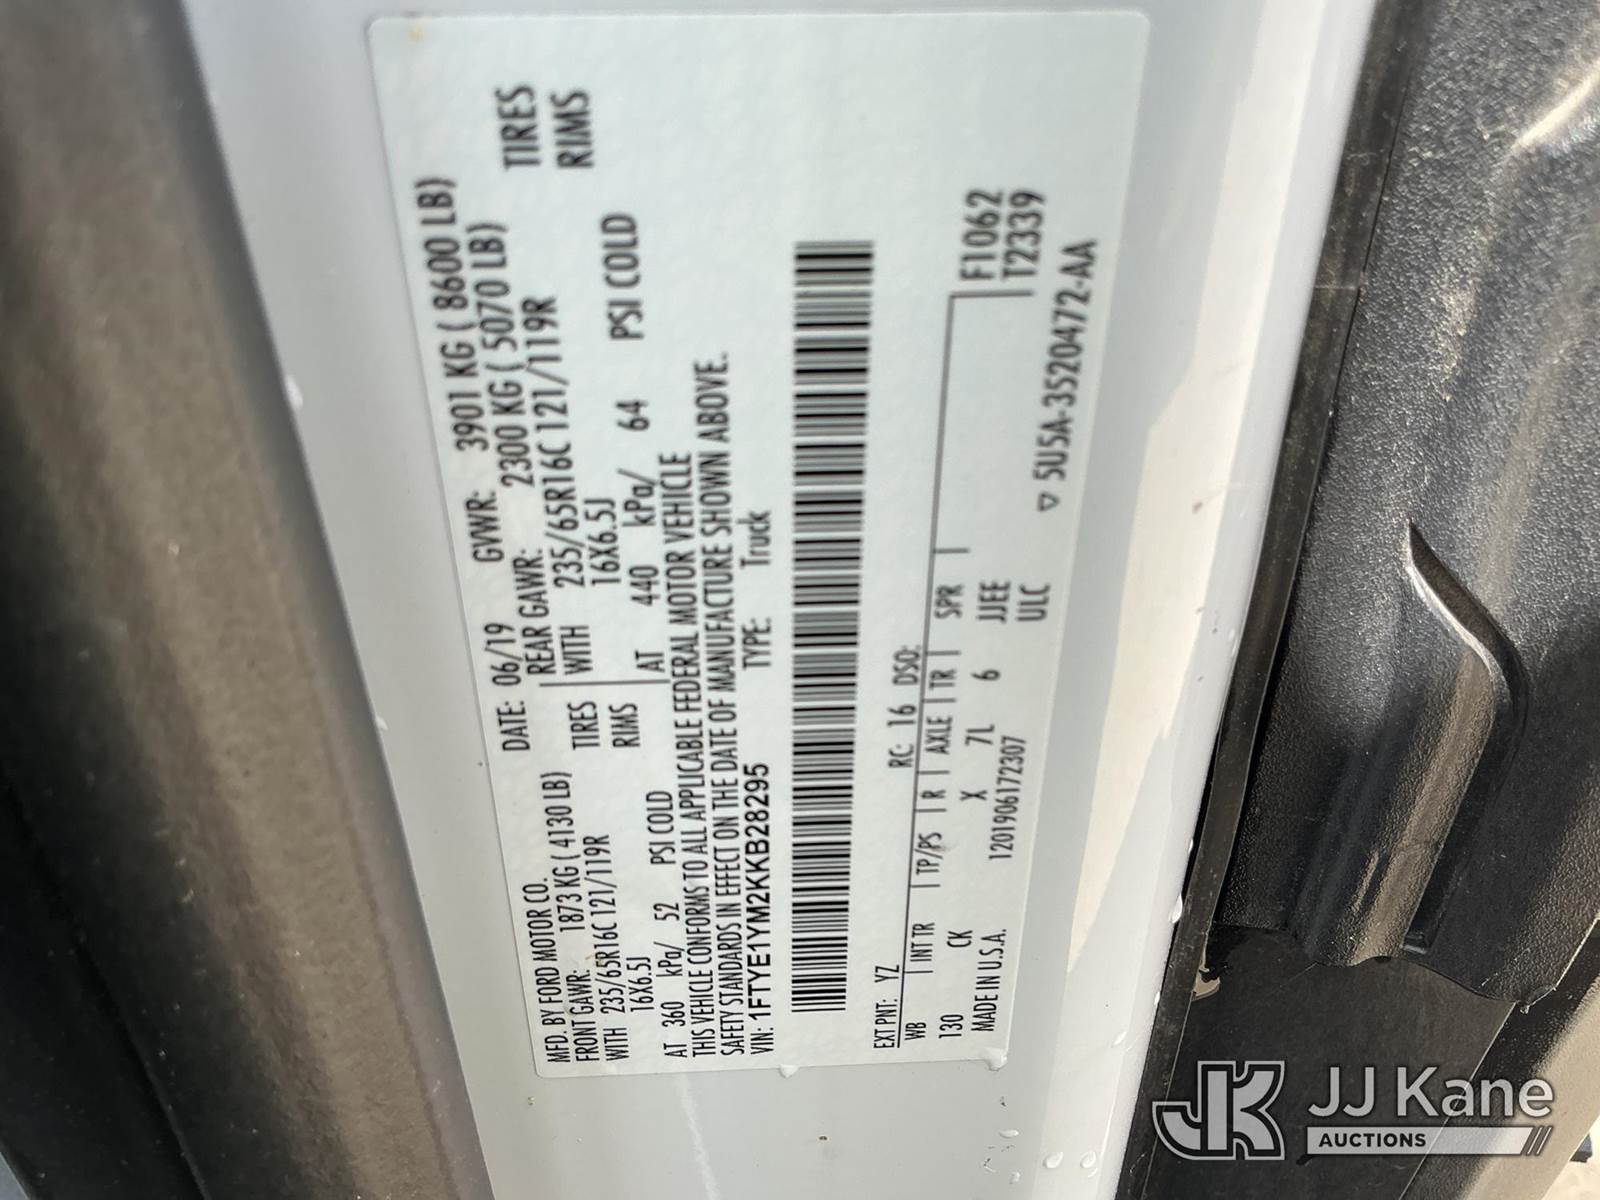 MFD. BY FORD MOTOR CO.
DATE: 06/19 GVWR: 3901 KG ( 8600 LB)
FRONT GAWR: 1873 KG ( 4130 LB) REAR GAWR: 2300 KG ( 5070 LB)
WITH 235/65R16C 121/119R TIRES WITH 235/65R16C 121/119R TIRES
16X6.5J RIMS 16X6.5J RIMS
AT 360 kPa/ 52 PSI COLD AT 440 kPa/ 64 PSI COLD
THIS VEHICLE CONFORMS TO ALL APPLICABLE FEDERAL MOTOR VEHICLE
SAFETY STANDARDS IN EFFECT ON THE DATE OF MANUFACTURE SHOWN ABOVE.
VIN: 1FTYE1YM2KKB28295 TYPE: Truck
EXT PNT: YZ RC: 16 DSO:
WB | INT TR | TP/PS | R | AXLE | TR | SPR |
F1062
130 CK X 7L 6 JJEE T2339
MADE IN U.S.A. 1201906172307 ULC
▽ 5U5A-3520472-AA
JK JJ Kane
AUCTIONS